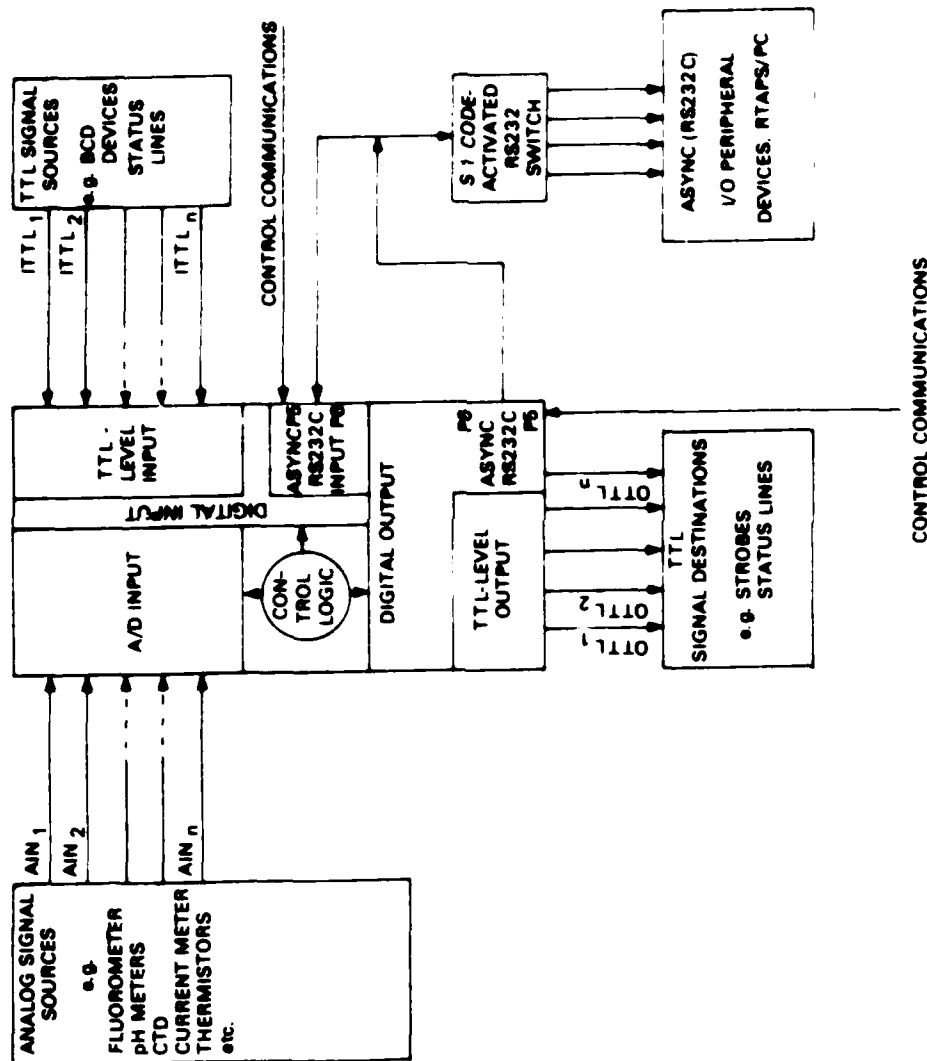 ANALOG SIGNAL
SOURCES
e.g.
FLUOROMETER
pH METERS
CTD
CURRENT METER
THERMISTORS
etc.
AIN 1
AIN 2
AIN n
A/D INPUT
DIGITAL INPUT
TTL -
LEVEL
INPUT
CON-
TROL
LOGIC
ASYNC P5
RS232C
INPUT P6
DIGITAL OUTPUT
TTL-LEVEL
OUTPUT
P6
ASYNC
RS232C
P5
ITTL 1
ITTL 2
ITTL n
TTL SIGNAL
SOURCES
e.g. BCD
DEVICES
STATUS
LINES
CONTROL COMMUNICATIONS
S 1 CODE-
ACTIVATED
RS232
SWITCH
ASYNC (RS232C)
I/O PERIPHERAL
DEVICES, RTAPS/PC
OTTL 1
OTTL 2
OTTL n
TTL
SIGNAL DESTINATIONS
e.g. STROBES
STATUS LINES
CONTROL COMMUNICATIONS